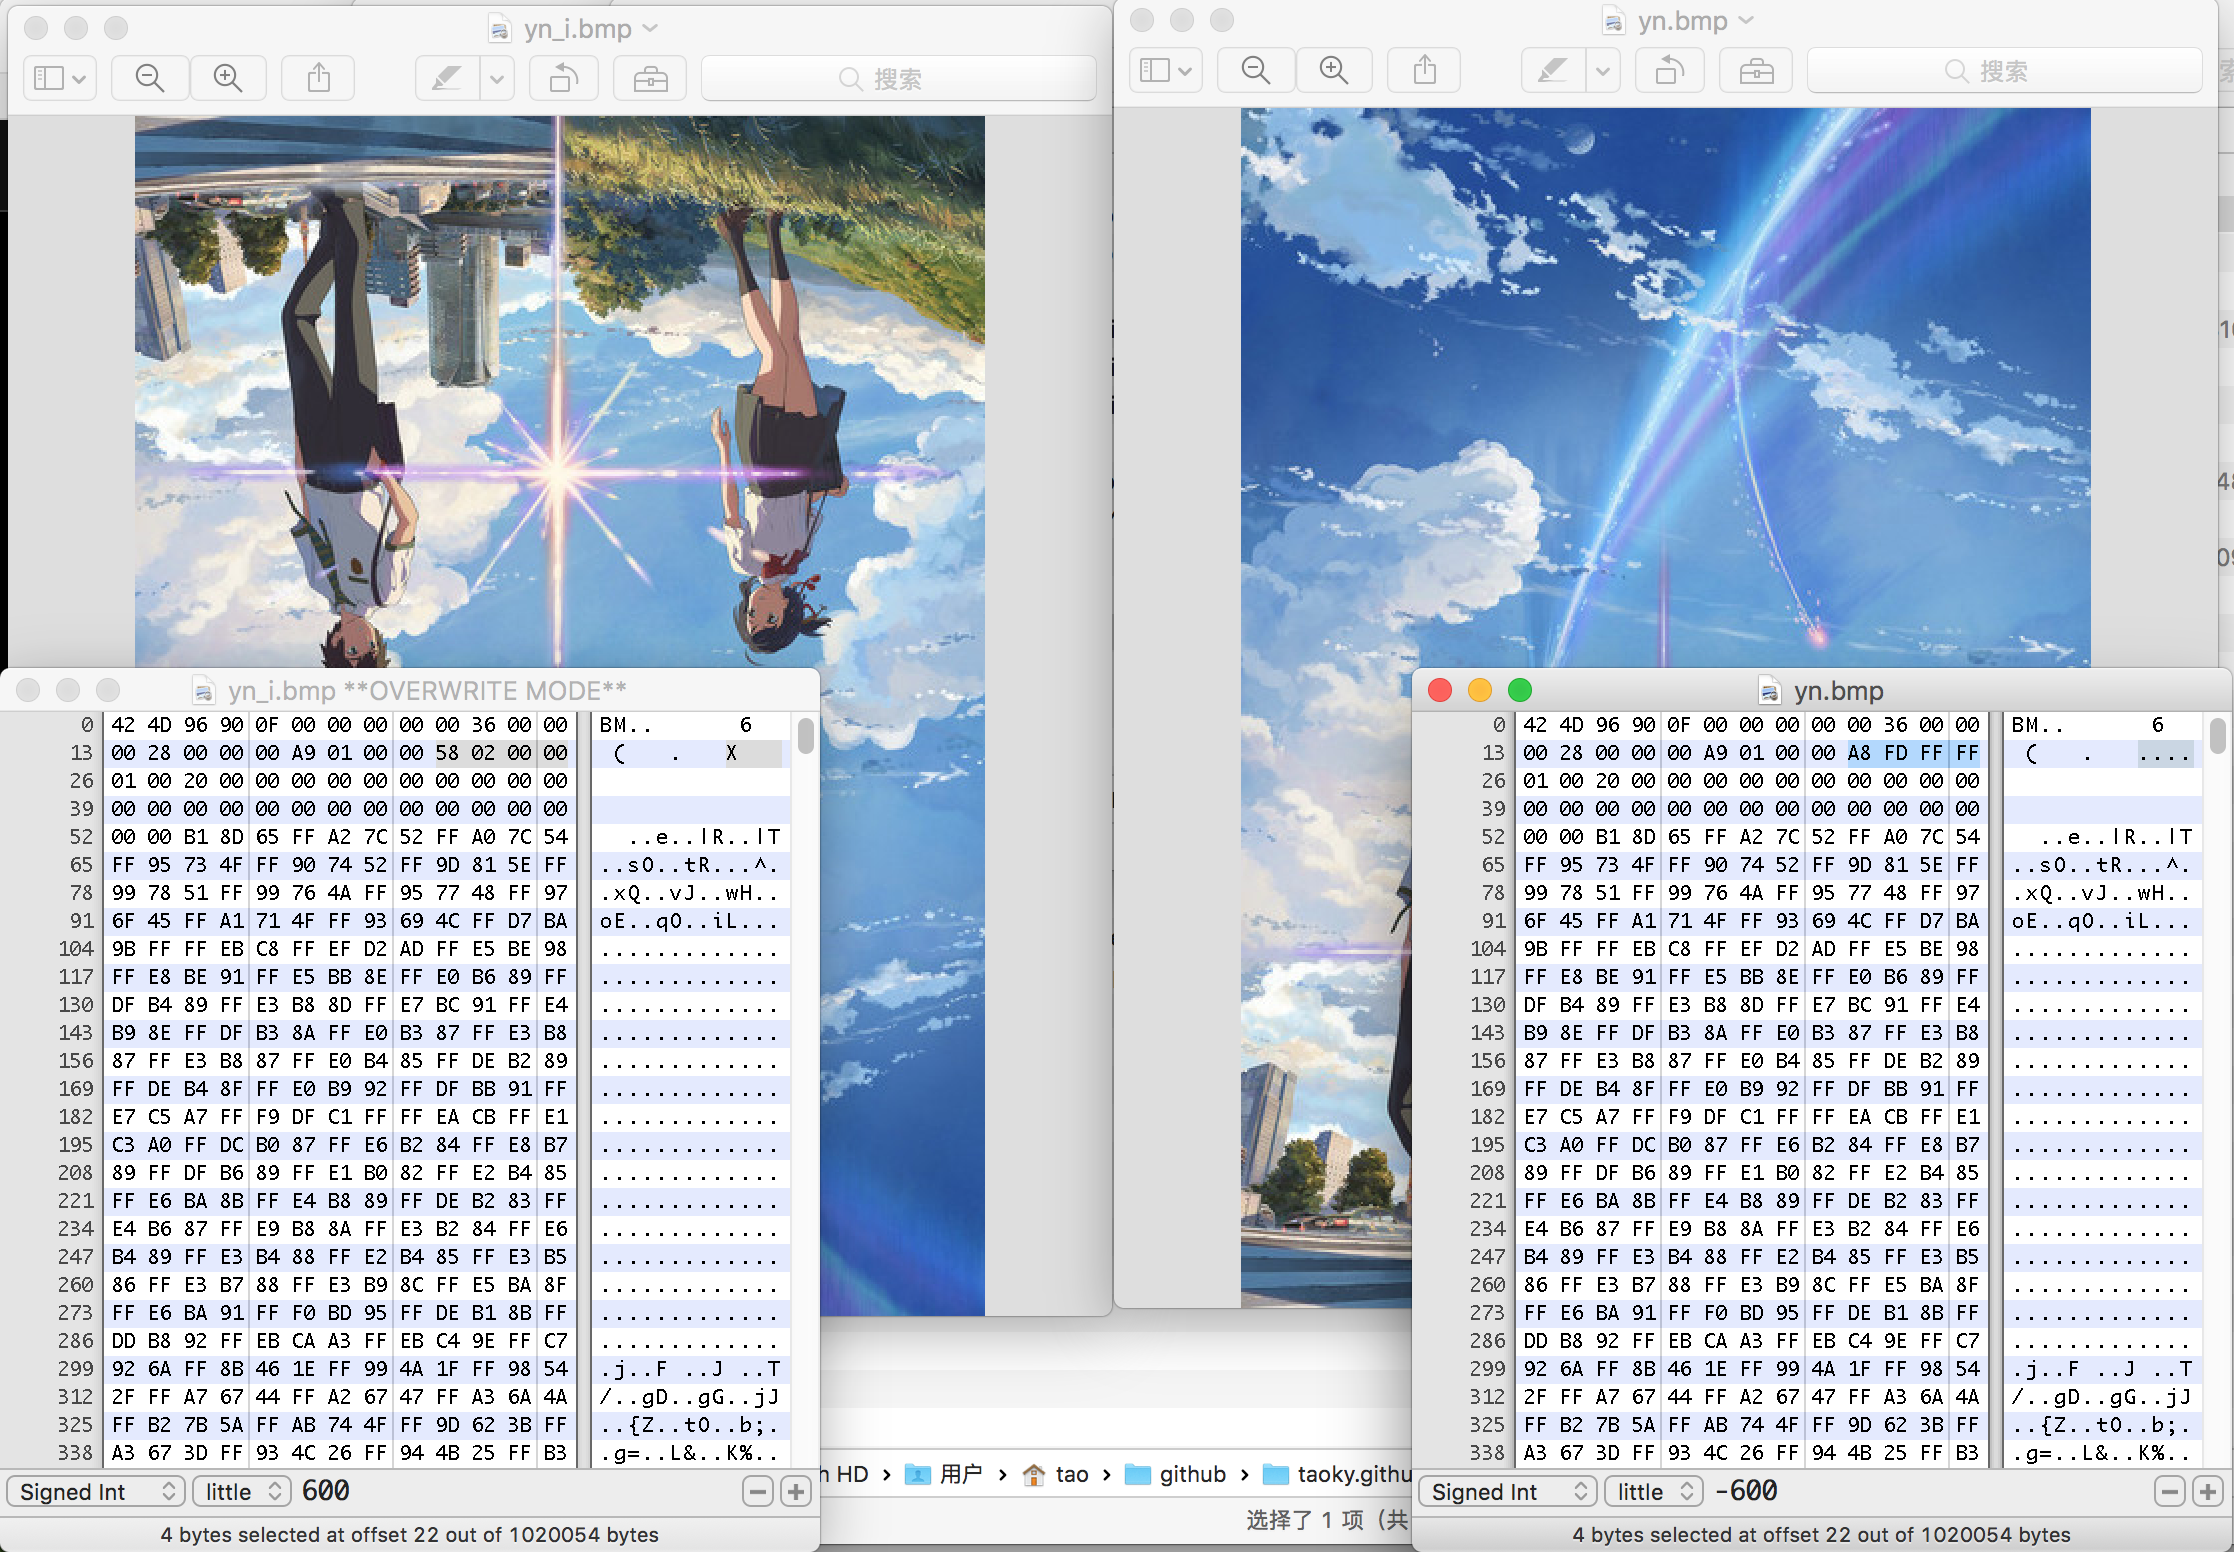 yn_i.bmp
搜索
yn.bmp
搜索
yn_i.bmp **OVERWRITE MODE**
0 42 4D 96 90 0F 00 00 00 00 00 36 00 00 BM.. 6
13 00 28 00 00 00 A9 01 00 00 58 02 00 00 ( . X
26 01 00 20 00 00 00 00 00 00 00 00 00 00
39 00 00 00 00 00 00 00 00 00 00 00 00 00
52 00 00 B1 8D 65 FF A2 7C 52 FF A0 7C 54 ..e..lR..lT
65 FF 95 73 4F FF 90 74 52 FF 9D 81 5E FF ..sO..tR...^.
78 99 78 51 FF 99 76 4A FF 95 77 48 FF 97 .xQ..vJ..wH..
91 6F 45 FF A1 71 4F FF 93 69 4C FF D7 BA oE..qO..iL...
104 9B FF FF EB C8 FF EF D2 AD FF E5 BE 98 .............
117 FF E8 BE 91 FF E5 BB 8E FF E0 B6 89 FF .............
130 DF B4 89 FF E3 B8 8D FF E7 BC 91 FF E4 .............
143 B9 8E FF DF B3 8A FF E0 B3 87 FF E3 B8 .............
156 87 FF E3 B8 87 FF E0 B4 85 FF DE B2 89 .............
169 FF DE B4 8F FF E0 B9 92 FF DF BB 91 FF .............
182 E7 C5 A7 FF F9 DF C1 FF FF EA CB FF E1 .............
195 C3 A0 FF DC B0 87 FF E6 B2 84 FF E8 B7 .............
208 89 FF DF B6 89 FF E1 B0 82 FF E2 B4 85 .............
221 FF E6 BA 8B FF E4 B8 89 FF DE B2 83 FF .............
234 E4 B6 87 FF E9 B8 8A FF E3 B2 84 FF E6 .............
247 B4 89 FF E3 B4 88 FF E2 B4 85 FF E3 B5 .............
260 86 FF E3 B7 88 FF E3 B9 8C FF E5 BA 8F .............
273 FF E6 BA 91 FF F0 BD 95 FF DE B1 8B FF .............
286 DD B8 92 FF EB CA A3 FF EB C4 9E FF C7 .............
299 92 6A FF 8B 46 1E FF 99 4A 1F FF 98 54 .j..F ..J ..T
312 2F FF A7 67 44 FF A2 67 47 FF A3 6A 4A /..gD..gG..jJ
325 FF B2 7B 5A FF AB 74 4F FF 9D 62 3B FF ..{Z..tO..b;.
338 A3 67 3D FF 93 4C 26 FF 94 4B 25 FF B3 .g=..L&..K%..
Signed Int little 600
4 bytes selected at offset 22 out of 1020054 bytes
yn.bmp
0 42 4D 96 90 0F 00 00 00 00 00 36 00 00 BM.. 6
13 00 28 00 00 00 A9 01 00 00 A8 FD FF FF ( . ....
26 01 00 20 00 00 00 00 00 00 00 00 00 00
39 00 00 00 00 00 00 00 00 00 00 00 00 00
52 00 00 B1 8D 65 FF A2 7C 52 FF A0 7C 54 ..e..lR..lT
65 FF 95 73 4F FF 90 74 52 FF 9D 81 5E FF ..sO..tR...^.
78 99 78 51 FF 99 76 4A FF 95 77 48 FF 97 .xQ..vJ..wH..
91 6F 45 FF A1 71 4F FF 93 69 4C FF D7 BA oE..qO..iL...
104 9B FF FF EB C8 FF EF D2 AD FF E5 BE 98 .............
117 FF E8 BE 91 FF E5 BB 8E FF E0 B6 89 FF .............
130 DF B4 89 FF E3 B8 8D FF E7 BC 91 FF E4 .............
143 B9 8E FF DF B3 8A FF E0 B3 87 FF E3 B8 .............
156 87 FF E3 B8 87 FF E0 B4 85 FF DE B2 89 .............
169 FF DE B4 8F FF E0 B9 92 FF DF BB 91 FF .............
182 E7 C5 A7 FF F9 DF C1 FF FF EA CB FF E1 .............
195 C3 A0 FF DC B0 87 FF E6 B2 84 FF E8 B7 .............
208 89 FF DF B6 89 FF E1 B0 82 FF E2 B4 85 .............
221 FF E6 BA 8B FF E4 B8 89 FF DE B2 83 FF .............
234 E4 B6 87 FF E9 B8 8A FF E3 B2 84 FF E6 .............
247 B4 89 FF E3 B4 88 FF E2 B4 85 FF E3 B5 .............
260 86 FF E3 B7 88 FF E3 B9 8C FF E5 BA 8F .............
273 FF E6 BA 91 FF F0 BD 95 FF DE B1 8B FF .............
286 DD B8 92 FF EB CA A3 FF EB C4 9E FF C7 .............
299 92 6A FF 8B 46 1E FF 99 4A 1F FF 98 54 .j..F ..J ..T
312 2F FF A7 67 44 FF A2 67 47 FF A3 6A 4A /..gD..gG..jJ
325 FF B2 7B 5A FF AB 74 4F FF 9D 62 3B FF ..{Z..tO..b;.
338 A3 67 3D FF 93 4C 26 FF 94 4B 25 FF B3 .g=..L&..K%..
Signed Int little -600
4 bytes selected at offset 22 out of 1020054 bytes
HD › 用户 › tao › github › taoky.githu
选择了 1 项（共